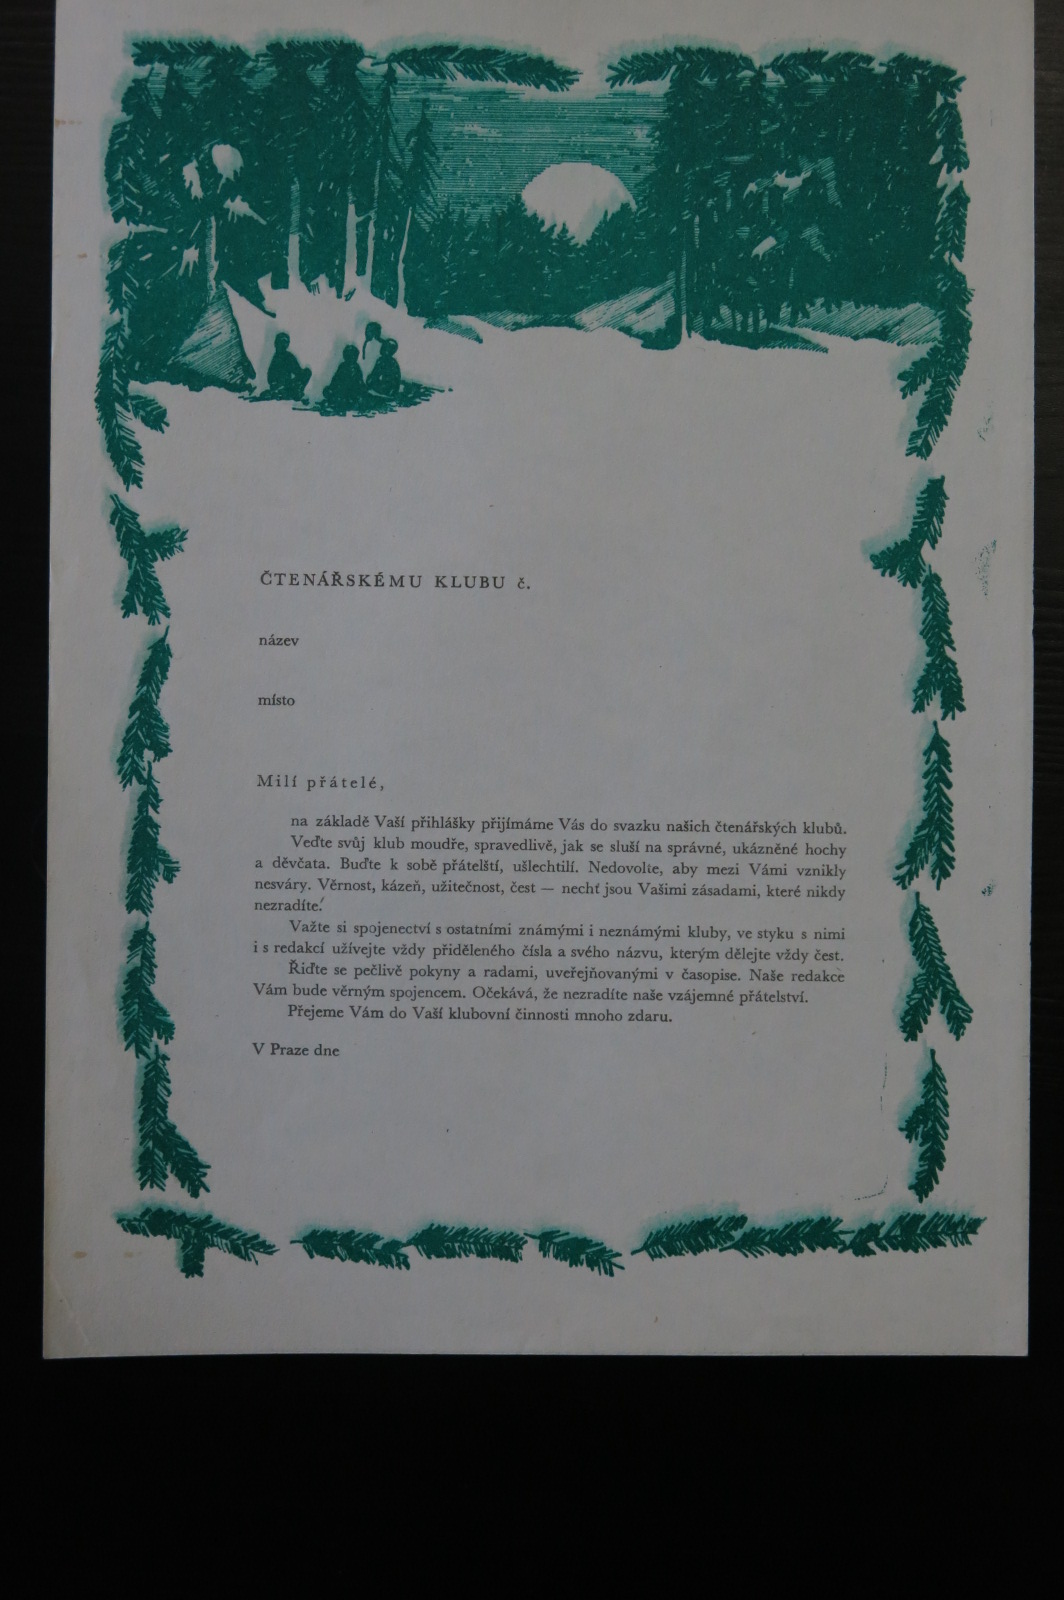 ČTENÁŘSKÉMU KLUBU č.
název
místo
Milí přátelé,
na základě Vaší přihlášky přijímáme Vás do svazku našich čtenářských klubů.
Veďte svůj klub moudře, spravedlivě, jak se sluší na správné, ukázněné hochy
a děvčata. Buďte k sobě přátelští, ušlechtilí. Nedovolte, aby mezi Vámi vznikly
nesváry. Věrnost, kázeň, užitečnost, čest — nechť jsou Vašimi zásadami, které nikdy
nezradíte!
Važte si spojenectví s ostatními známými i neznámými kluby, ve styku s nimi
i s redakcí užívejte vždy přiděleného čísla a svého názvu, kterým dělejte vždy čest.
Řiďte se pečlivě pokyny a radami, uveřejňovanými v časopise. Naše redakce
Vám bude věrným spojencem. Očekává, že nezradíte naše vzájemné přátelství.
Přejeme Vám do Vaší klubovní činnosti mnoho zdaru.
V Praze dne